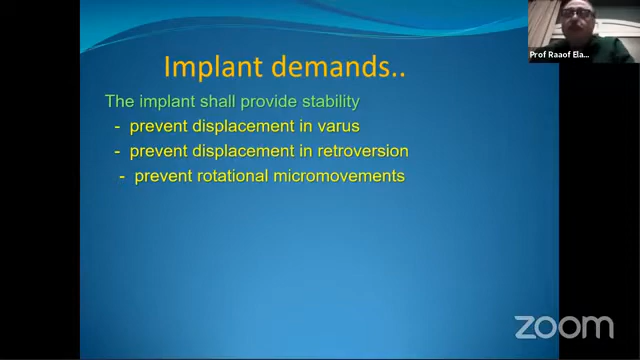 Implant demands..
The implant shall provide stability
- prevent displacement in varus
- prevent displacement in retroversion
- prevent rotational micromovements
Prof Raaof Ela...
zoom